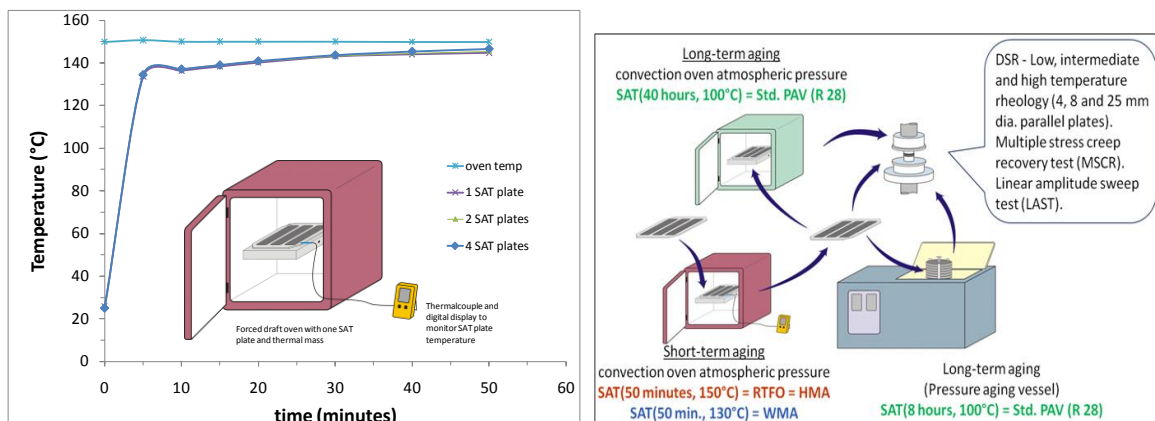 160
140
120
100
80
60
40
20
0
Temperature (°C)
0
10
20
30
40
50
60
time (minutes)
oven temp
1 SAT plate
2 SAT plates
4 SAT plates
Forced draft oven with one SAT
plate and thermal mass
Thermalcouple and
digital display to
monitor SAT plate
temperature
Long-term aging
convection oven atmospheric pressure
SAT(40 hours, 100°C) = Std. PAV (R 28)
DSR - Low, intermediate
and high temperature
rheology (4, 8 and 25 mm
dia. parallel plates).
Multiple stress creep
recovery test (MSCR).
Linear amplitude sweep
test (LAST).
Short-term aging
convection oven atmospheric pressure
SAT(50 minutes, 150°C) = RTFO = HMA
SAT(50 min., 130°C) = WMA
Long-term aging
(Pressure aging vessel)
SAT(8 hours, 100°C) = Std. PAV (R 28)